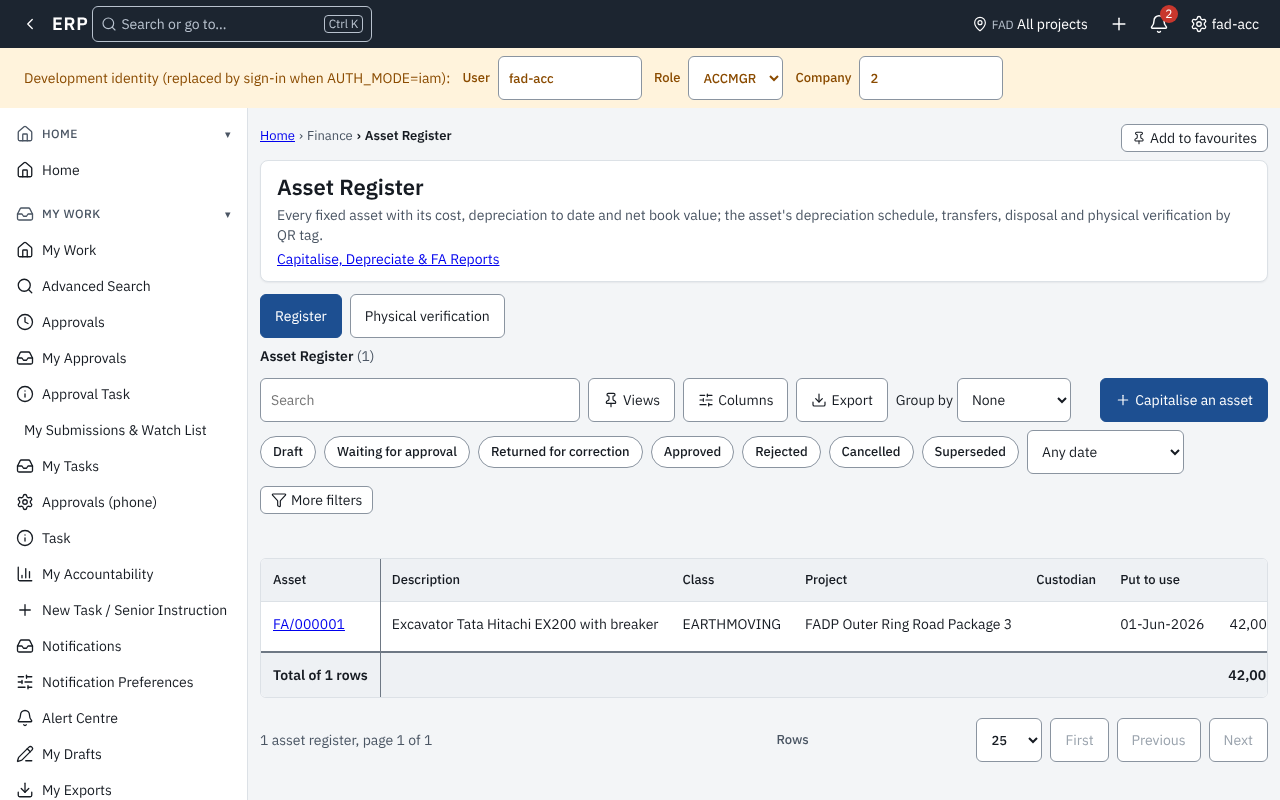 ERP Search or go to... Ctrl K FAD All projects 2 fad-acc
Development identity (replaced by sign-in when AUTH_MODE=iam): User fad-acc Role ACCMGR Company 2
HOME
Home
MY WORK
My Work
Advanced Search
Approvals
My Approvals
Approval Task
My Submissions & Watch List
My Tasks
Approvals (phone)
Task
My Accountability
New Task / Senior Instruction
Notifications
Notification Preferences
Alert Centre
My Drafts
My Exports
Home › Finance › Asset Register
Add to favourites
Asset Register
Every fixed asset with its cost, depreciation to date and net book value; the asset's depreciation schedule, transfers, disposal and physical verification by
QR tag.
Capitalise, Depreciate & FA Reports
Register Physical verification
Asset Register (1)
Search Views Columns Export Group by None Capitalise an asset
Draft Waiting for approval Returned for correction Approved Rejected Cancelled Superseded Any date
More filters
Asset Description Class Project Custodian Put to use
FA/000001 Excavator Tata Hitachi EX200 with breaker EARTHMOVING FADP Outer Ring Road Package 3 01-Jun-2026 42,00
Total of 1 rows 42,00
1 asset register, page 1 of 1 Rows 25 First Previous Next